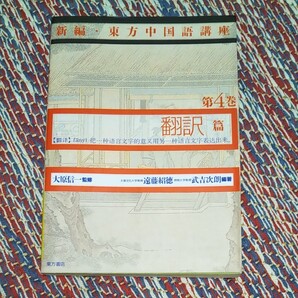 新編・東方中国語講座
第4巻
翻訳篇
【翻译】fānyì 把一种语言文字的意义用另一种语言文字表达出来。
大原信一監修
遠藤紹徳
武吉次朗編著
東方書店